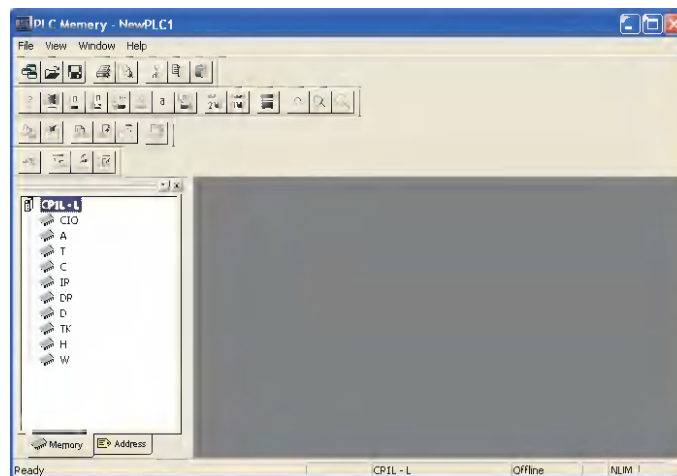 PLC Memory - NewPLC1
File View Window Help
a
CP1L - L
CIO
A
T
C
IR
DR
D
TK
H
W
Memory Address
Ready CP1L - L Offline NUM